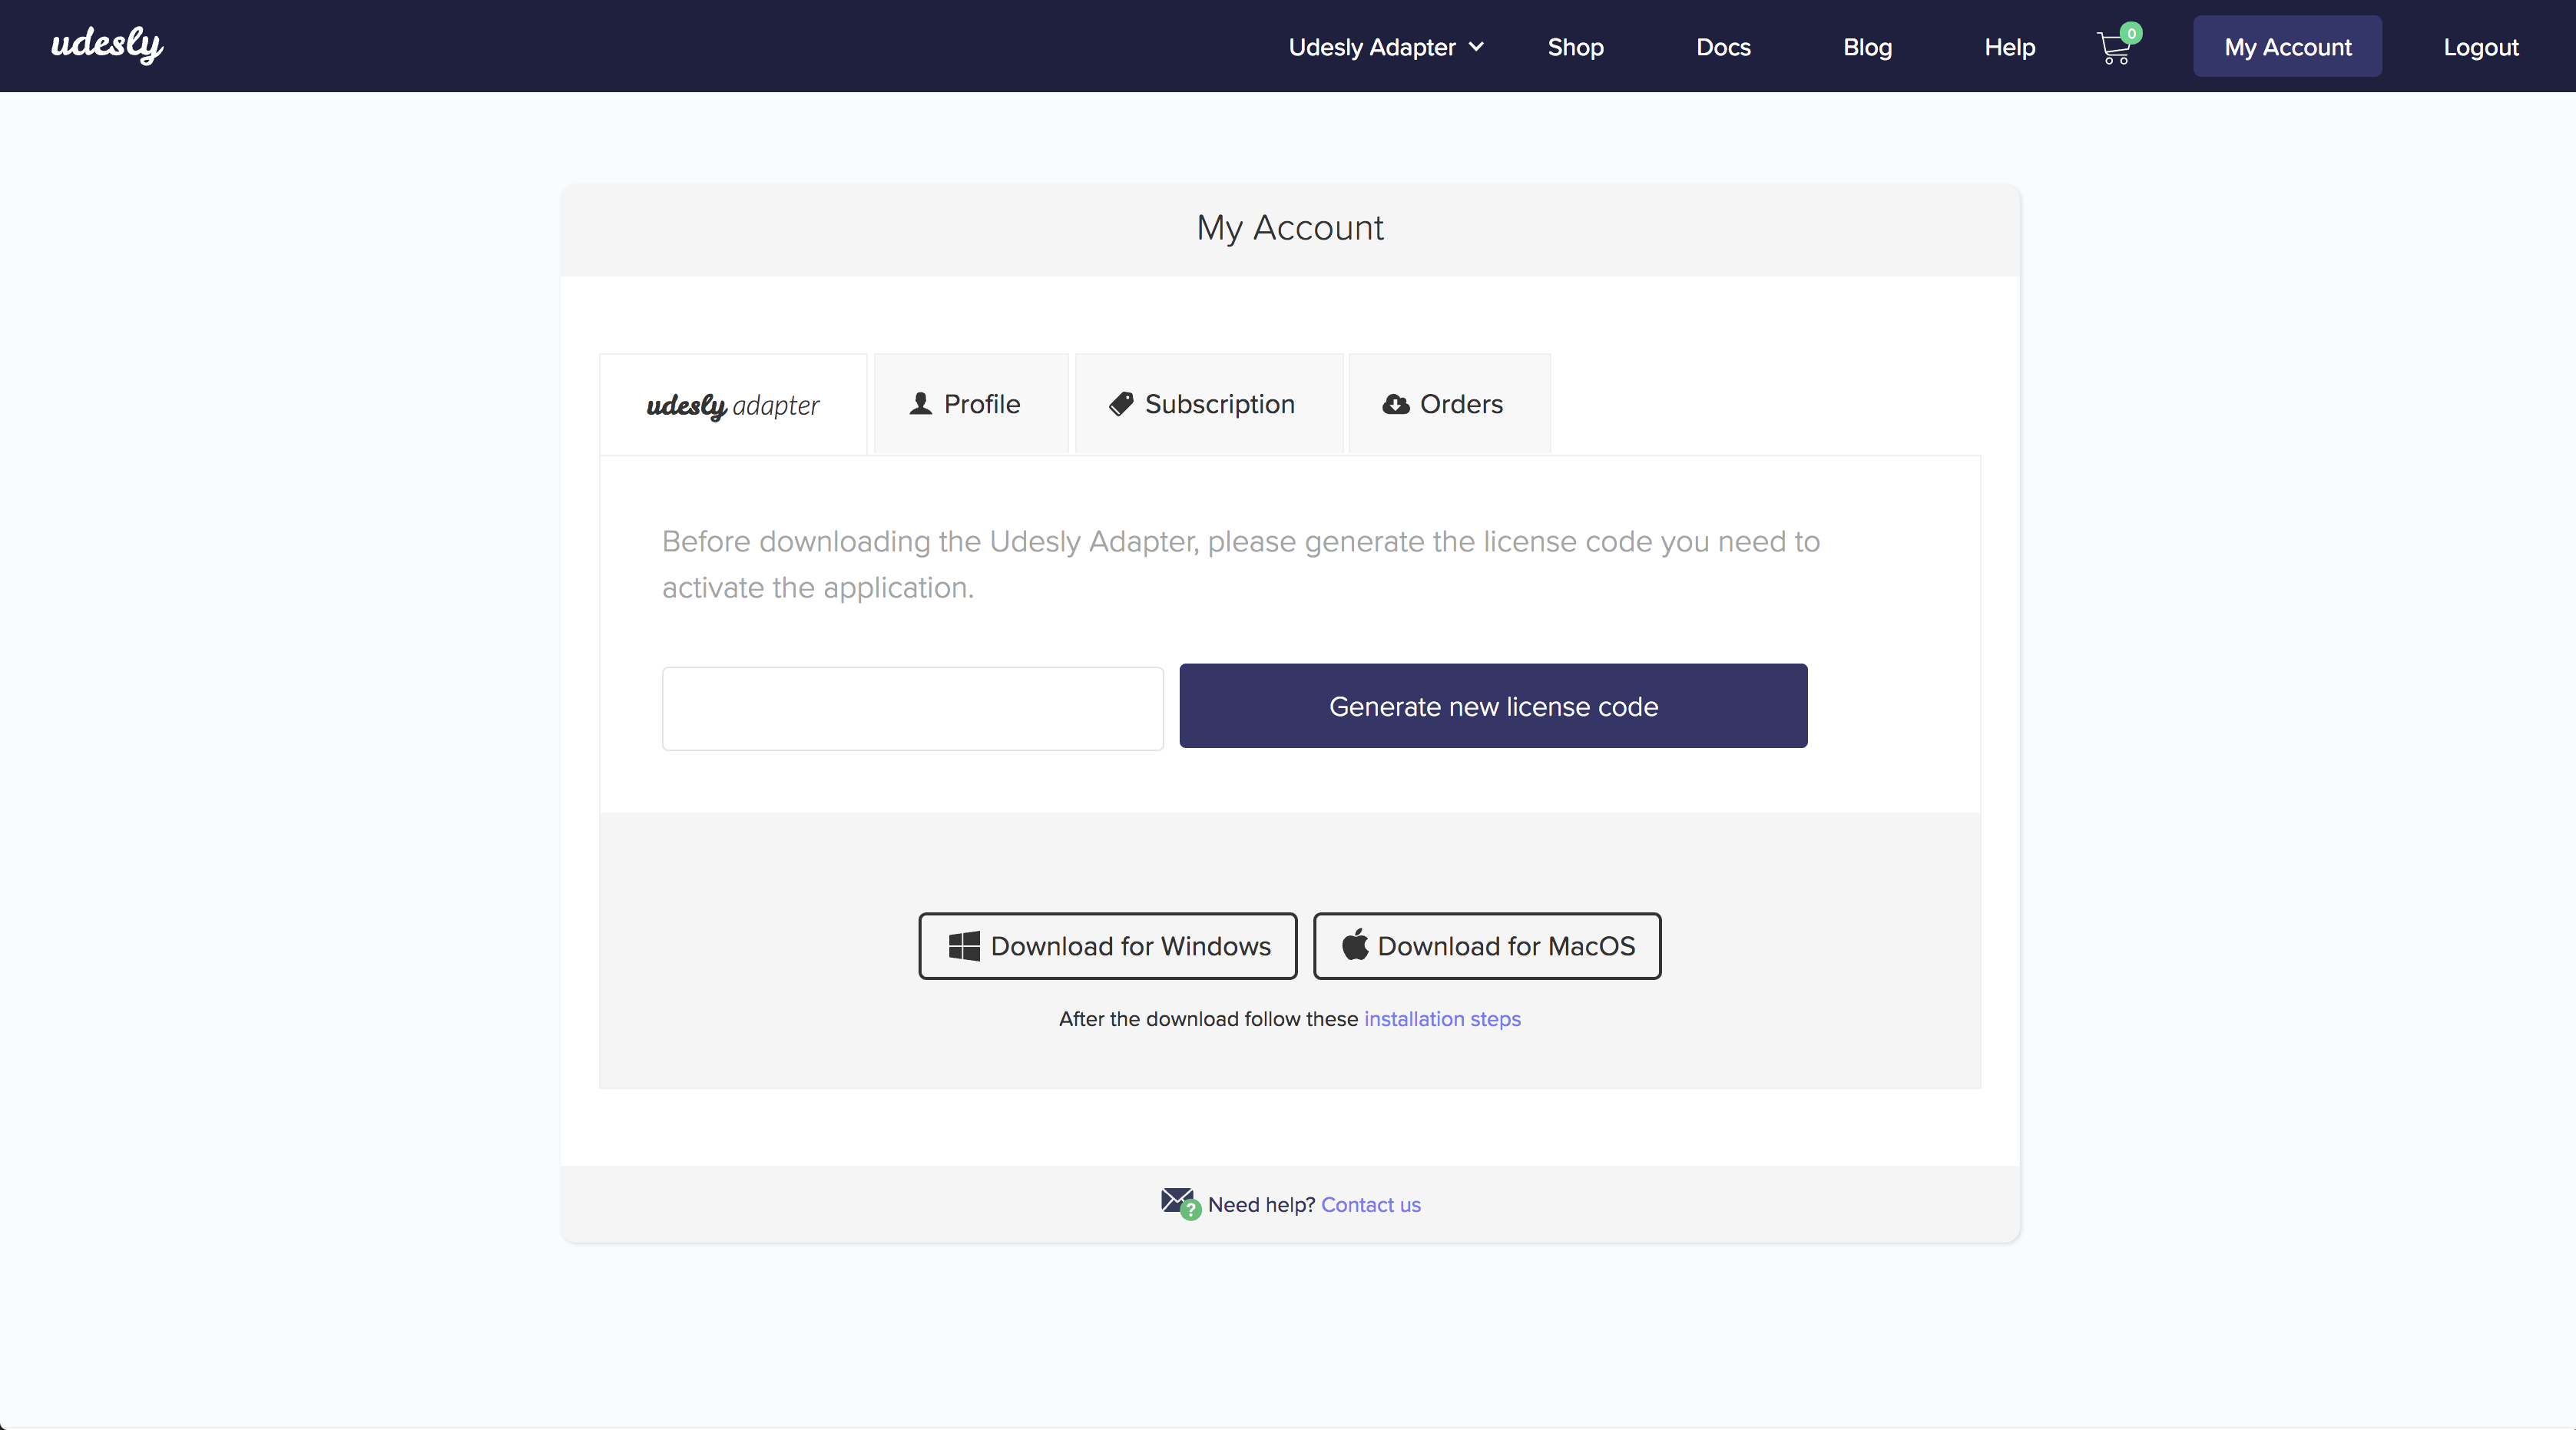 udesly
Udesly Adapter Shop Docs Blog Help 0 My Account Logout
My Account
udesly adapter Profile Subscription Orders
Before downloading the Udesly Adapter, please generate the license code you need to
activate the application.
Generate new license code
Download for Windows Download for MacOS
After the download follow these installation steps
? Need help? Contact us